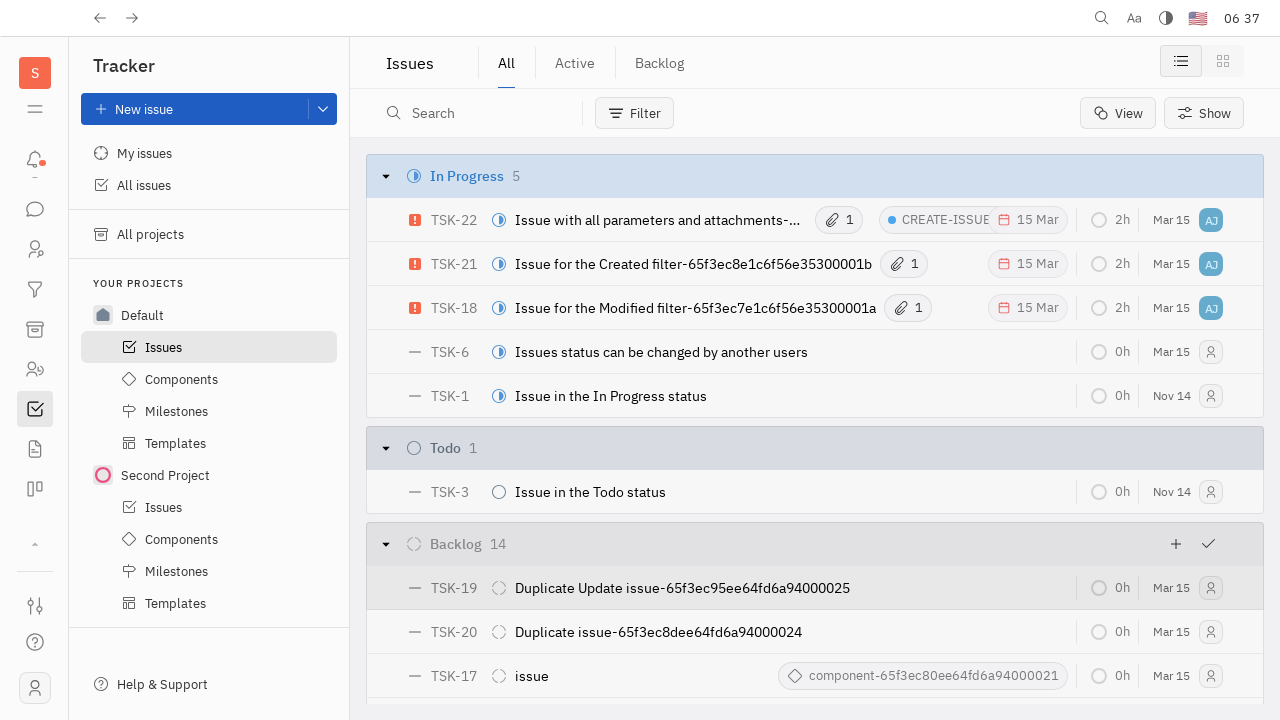 Aa
06 37
S
Tracker
New issue
My issues
All issues
All projects
YOUR PROJECTS
Default
Issues
Components
Milestones
Templates
Second Project
Issues
Components
Milestones
Templates
Help & Support
Issues
All
Active
Backlog
Search
Filter
View
Show
In Progress 5
TSK-22 Issue with all parameters and attachments-... 1 CREATE-ISSUE 15 Mar 2h Mar 15 AJ
TSK-21 Issue for the Created filter-65f3ec8e1c6f56e35300001b 1 15 Mar 2h Mar 15 AJ
TSK-18 Issue for the Modified filter-65f3ec7e1c6f56e35300001a 1 15 Mar 2h Mar 15 AJ
TSK-6 Issues status can be changed by another users 0h Mar 15
TSK-1 Issue in the In Progress status 0h Nov 14
Todo 1
TSK-3 Issue in the Todo status 0h Nov 14
Backlog 14
TSK-19 Duplicate Update issue-65f3ec95ee64fd6a94000025 0h Mar 15
TSK-20 Duplicate issue-65f3ec8dee64fd6a94000024 0h Mar 15
TSK-17 issue component-65f3ec80ee64fd6a94000021 0h Mar 15